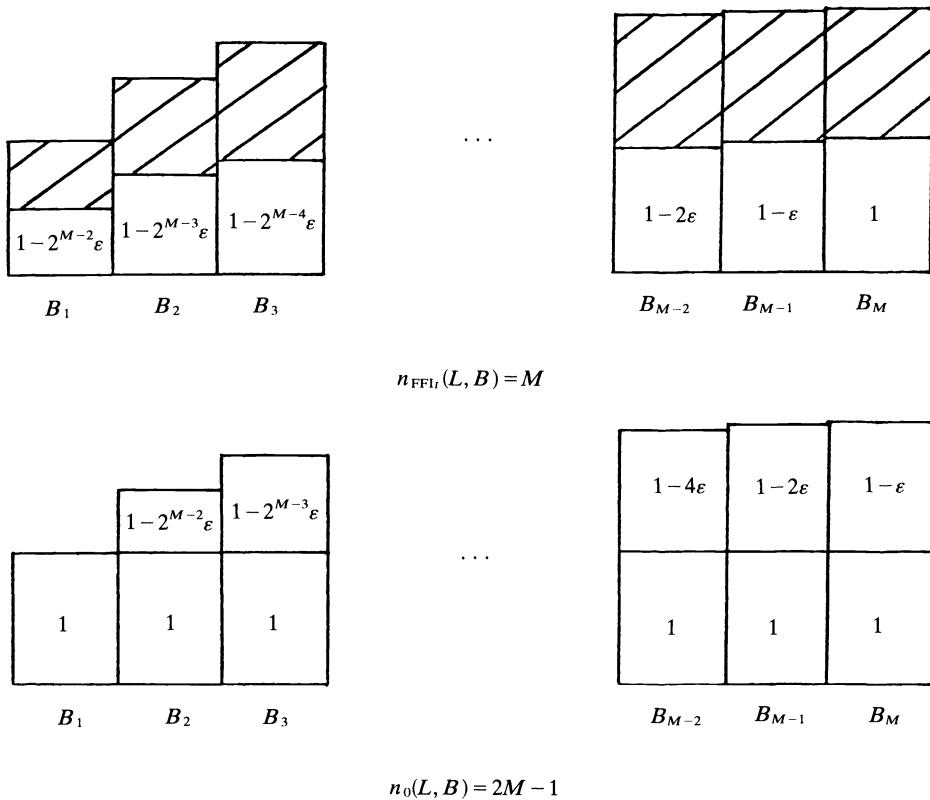 · · ·
1 − 2^{M−2}ε 1 − 2^{M−3}ε 1 − 2^{M−4}ε 1 − 2ε 1 − ε 1
B_1 B_2 B_3 B_{M−2} B_{M−1} B_M
n_{FFI_I}(L, B) = M
1 − 2^{M−2}ε 1 − 2^{M−3}ε 1 − 4ε 1 − 2ε 1 − ε
· · ·
1 1 1 1 1 1
B_1 B_2 B_3 B_{M−2} B_{M−1} B_M
n_0(L, B) = 2M − 1